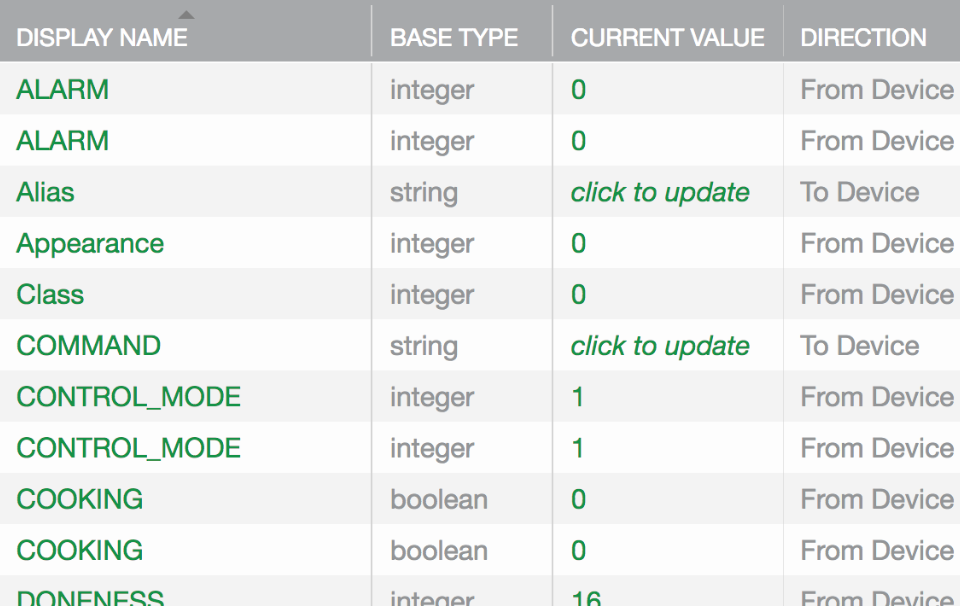 DISPLAY NAME BASE TYPE CURRENT VALUE DIRECTION
ALARM integer 0 From Device
ALARM integer 0 From Device
Alias string click to update To Device
Appearance integer 0 From Device
Class integer 0 From Device
COMMAND string click to update To Device
CONTROL_MODE integer 1 From Device
CONTROL_MODE integer 1 From Device
COOKING boolean 0 From Device
COOKING boolean 0 From Device
DONENESS integer 16 From Device